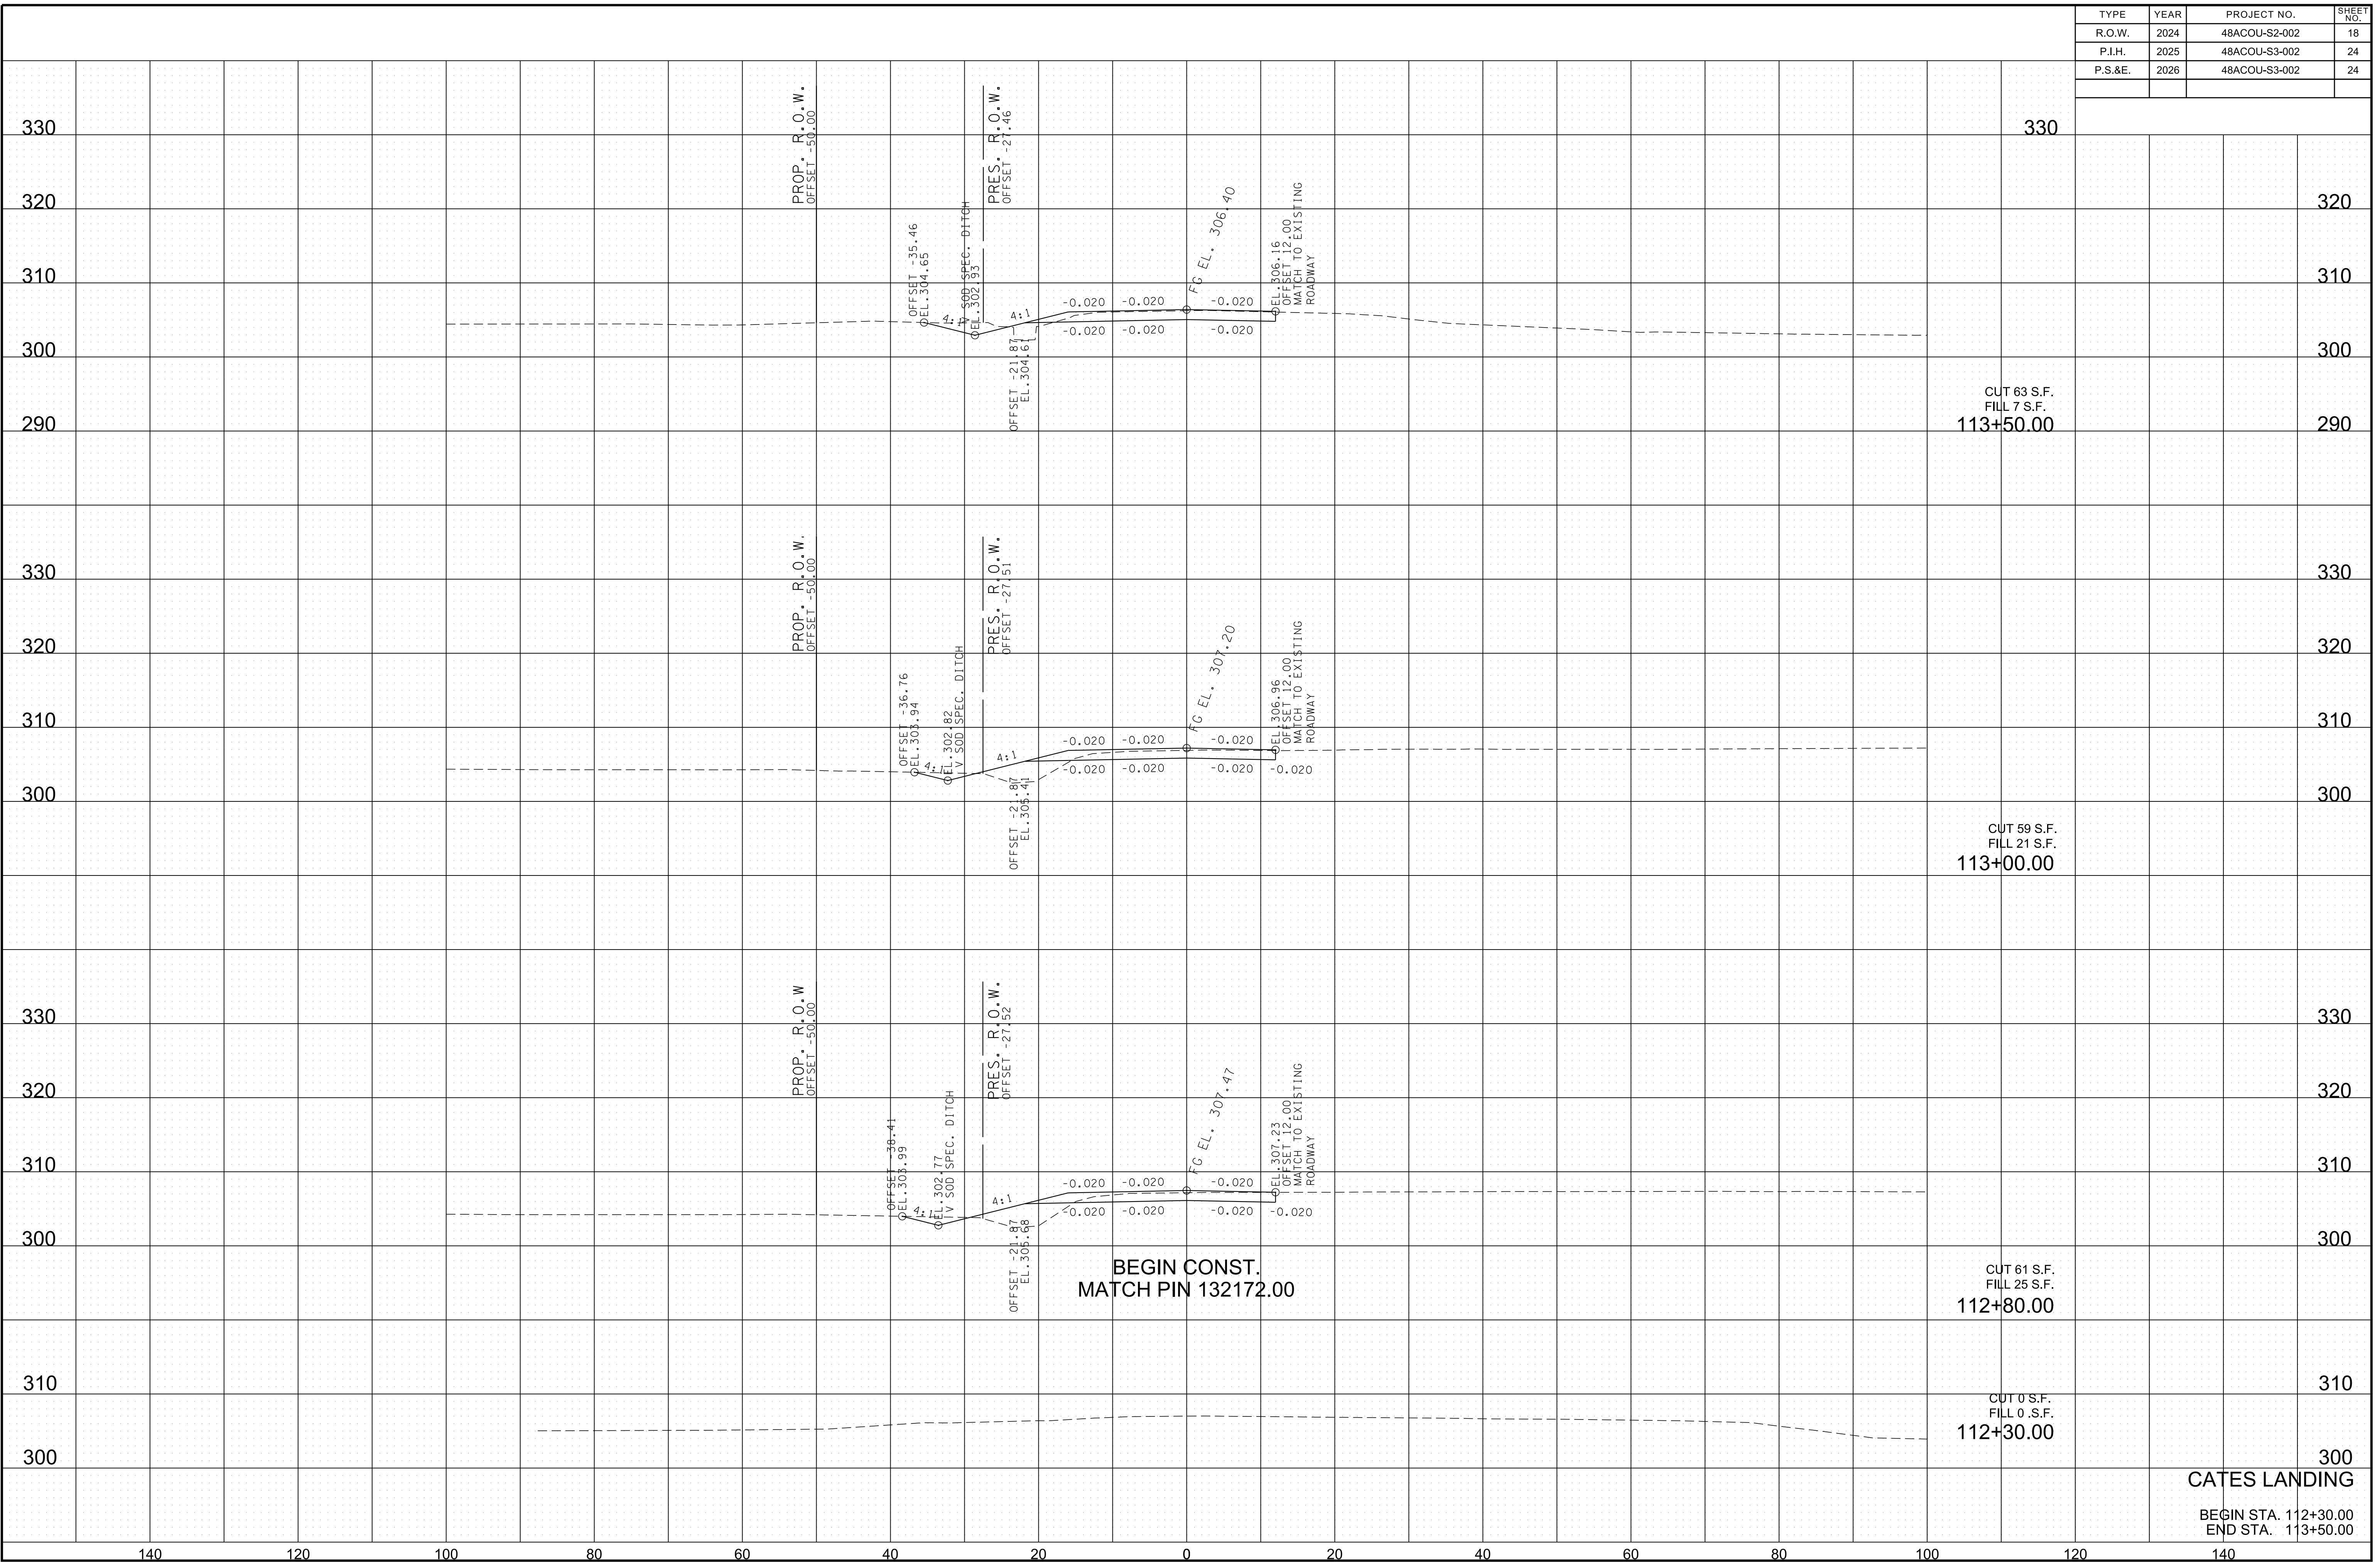 TYPE YEAR PROJECT NO. SHEET NO.
R.O.W. 2024 48ACOU-S2-002 18
P.I.H. 2025 48ACOU-S3-002 24
P.S.&E. 2026 48ACOU-S3-002 24
330 330
320 320
310 310
300 300
290 290
PROP. R.O.W.
OFFSET -50.00
PRES. R.O.W.
OFFSET -27.46
OFFSET -35.46
EL.304.65
V SOD SPEC. DITCH
EL.302.93
4:1
4:1
OFFSET -21.87
EL.304.61
-0.020 -0.020 -0.020
-0.020 -0.020 -0.020
FG EL. 306.40
EL.306.16
OFFSET 12.00
MATCH TO EXISTING
ROADWAY
CUT 63 S.F.
FILL 7 S.F.
113+50.00
330 330
320 320
310 310
300 300
PROP. R.O.W.
OFFSET -50.00
PRES. R.O.W.
OFFSET -27.51
OFFSET -36.76
EL.303.94
EL.302.82
V SOD SPEC. DITCH
4:1
4:1
OFFSET -21.87
EL.305.41
-0.020 -0.020 -0.020
-0.020 -0.020 -0.020 -0.020
FG EL. 307.20
EL.306.96
OFFSET 12.00
MATCH TO EXISTING
ROADWAY
CUT 59 S.F.
FILL 21 S.F.
113+00.00
330 330
320 320
310 310
300 300
PROP. R.O.W
OFFSET -50.00
PRES. R.O.W.
OFFSET -27.52
OFFSET -38.41
EL.303.99
EL.302.77
V SOD SPEC. DITCH
4:1
4:1
OFFSET -21.87
EL.305.68
-0.020 -0.020 -0.020
-0.020 -0.020 -0.020 -0.020
FG EL. 307.47
EL.307.23
OFFSET 12.00
MATCH TO EXISTING
ROADWAY
BEGIN CONST.
MATCH PIN 132172.00
CUT 61 S.F.
FILL 25 S.F.
112+80.00
310 310
300 300
CUT 0 S.F.
FILL 0 .S.F.
112+30.00
CATES LANDING
BEGIN STA. 112+30.00
END STA. 113+50.00
140 120 100 80 60 40 20 0 20 40 60 80 100 120 140